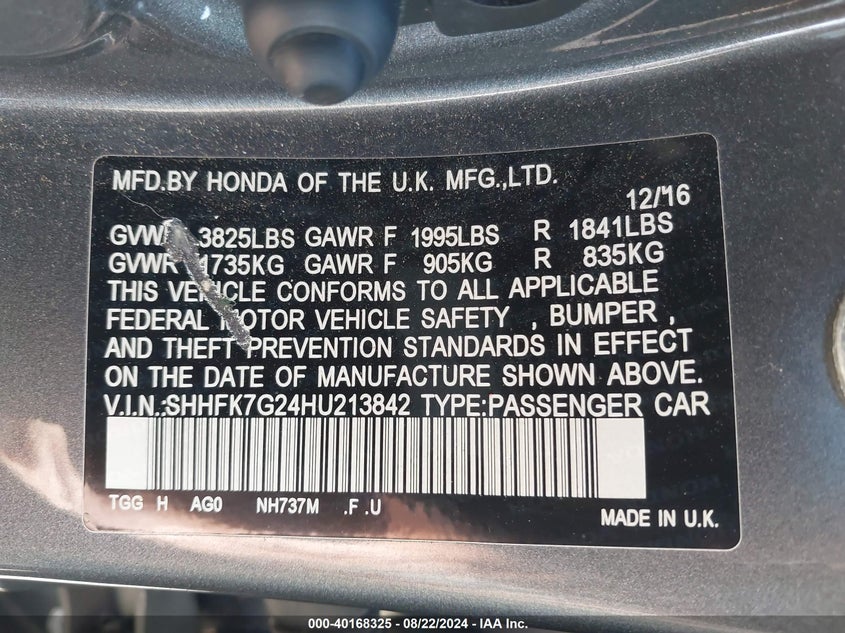 MFD.BY HONDA OF THE U.K. MFG.,LTD.
12/'16
3825LBS GAWR F 1995LBS R 1841LBS
GVWR 1735KG GAWR F 905KG R 835KG
THIS VEHICLE CONFORMS TO ALL APPLICABLE
FEDERAL MOTOR VEHICLE SAFETY , BUMPER ,
AND THEFT PREVENTION STANDARDS IN EFFECT
ON THE DATE OF MANUFACTURE SHOWN ABOVE.
V.I.N.:SHHFK7G24HU213842 TYPE:PASSENGER CAR
TGG H AG0 NH737M .F .U
MADE IN U.K.
000-40168325 - 08/22/2024 - IAA Inc.